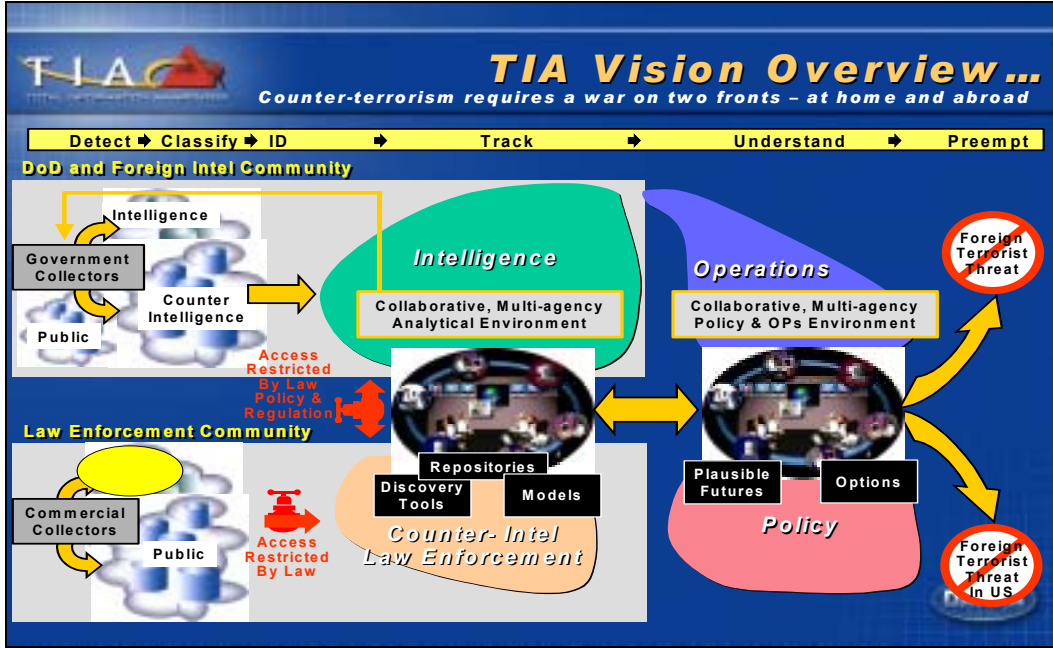 TIA
TIA Vision Overview...
Counter-terrorism requires a war on two fronts – at home and abroad
Detect Classify ID Track Understand Preempt
DoD and Foreign Intel Community
Intelligence
Government
Collectors
Counter
Intelligence
Public
Intelligence
Collaborative, Multi-agency
Analytical Environment
Operations
Collaborative, Multi-agency
Policy & OPs Environment
Foreign
Terrorist
Threat
Access
Restricted
By Law
Policy &
Regulation
Law Enforcement Community
Commercial
Collectors
Public
Access
Restricted
By Law
Repositories
Discovery
Tools
Models
Counter- Intel
Law Enforcement
Plausible
Futures
Options
Policy
Foreign
Terrorist
Threat
In US